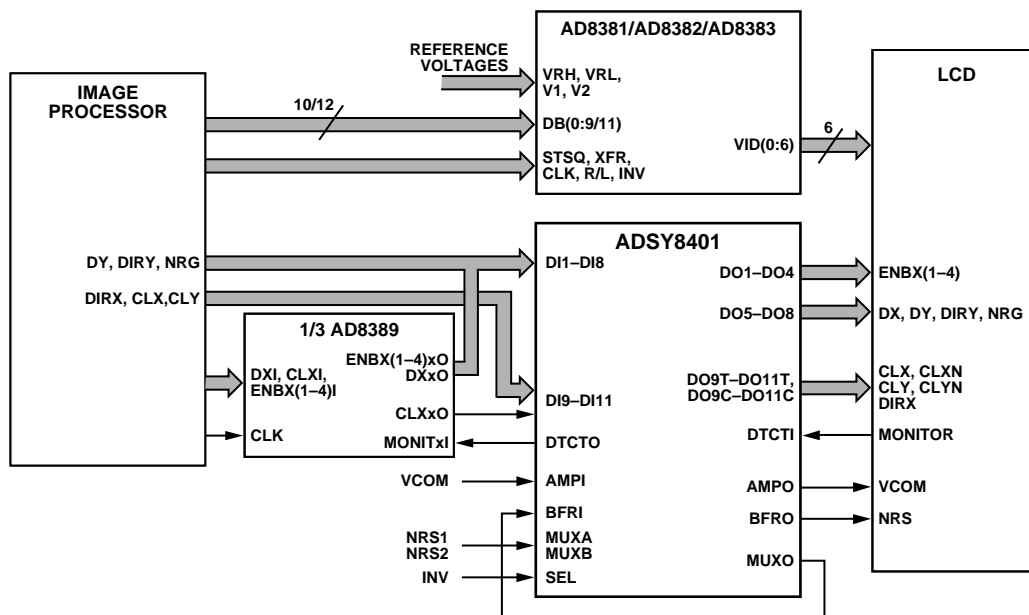 IMAGE
PROCESSOR
REFERENCE
VOLTAGES
10/12
AD8381/AD8382/AD8383
VRH, VRL,
V1, V2
DB(0:9/11)
STSQ, XFR,
CLK, R/L, INV
VID(0:6)
6
LCD
DY, DIRY, NRG
DIRX, CLX,CLY
1/3 AD8389
DXI, CLXI,
ENBX(1–4)I
CLK
ENBX(1–4)xO
DXxO
CLXxO
MONITxI
ADSY8401
DI1–DI8
DI9–DI11
DTCTO
AMPI
BFRI
MUXA
MUXB
SEL
VCOM
NRS1
NRS2
INV
DO1–DO4
DO5–DO8
DO9T–DO11T,
DO9C–DO11C
DTCTI
AMPO
BFRO
MUXO
ENBX(1–4)
DX, DY, DIRY, NRG
CLX, CLXN
CLY, CLYN
DIRX
MONITOR
VCOM
NRS